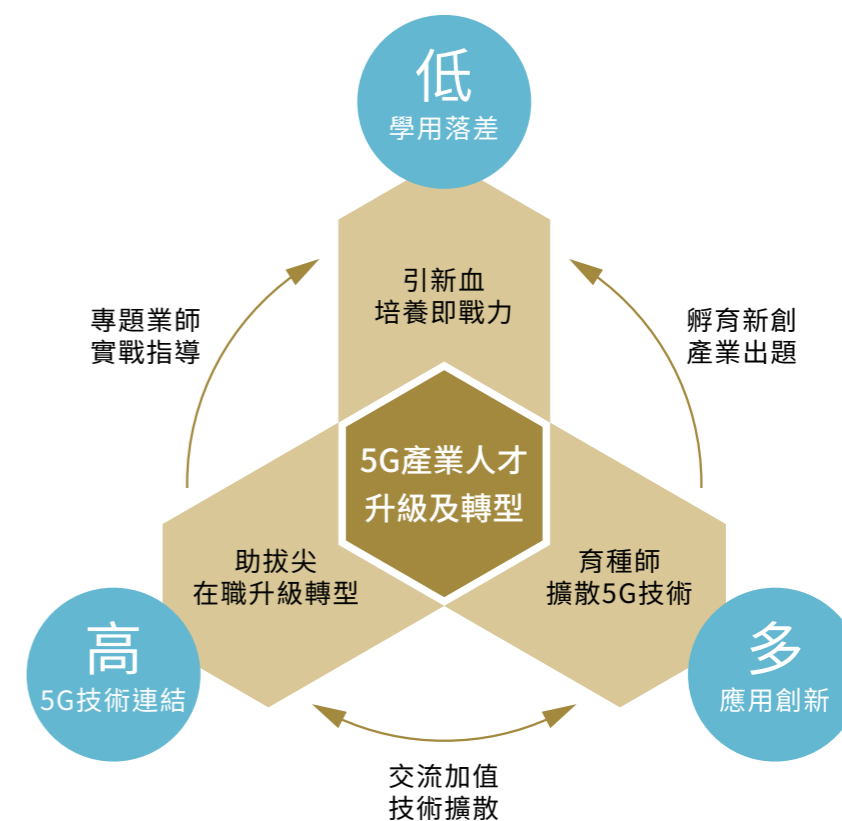 低
學用落差
引新血
培養即戰力
專題業師
實戰指導
孵育新創
產業出題
5G產業人才
升級及轉型
助拔尖
在職升級轉型
育種師
擴散5G技術
高
5G技術連結
多
應用創新
交流加值
技術擴散